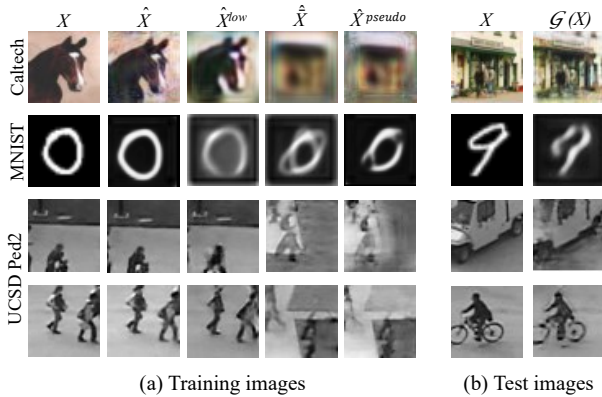 X X̂ X̂ˡᵒʷ X̂̄ X̂ᵖˢᵉᵘᵈᵒ X 𝒢(X)
Caltech
MNIST
UCSD Ped2
(a) Training images (b) Test images